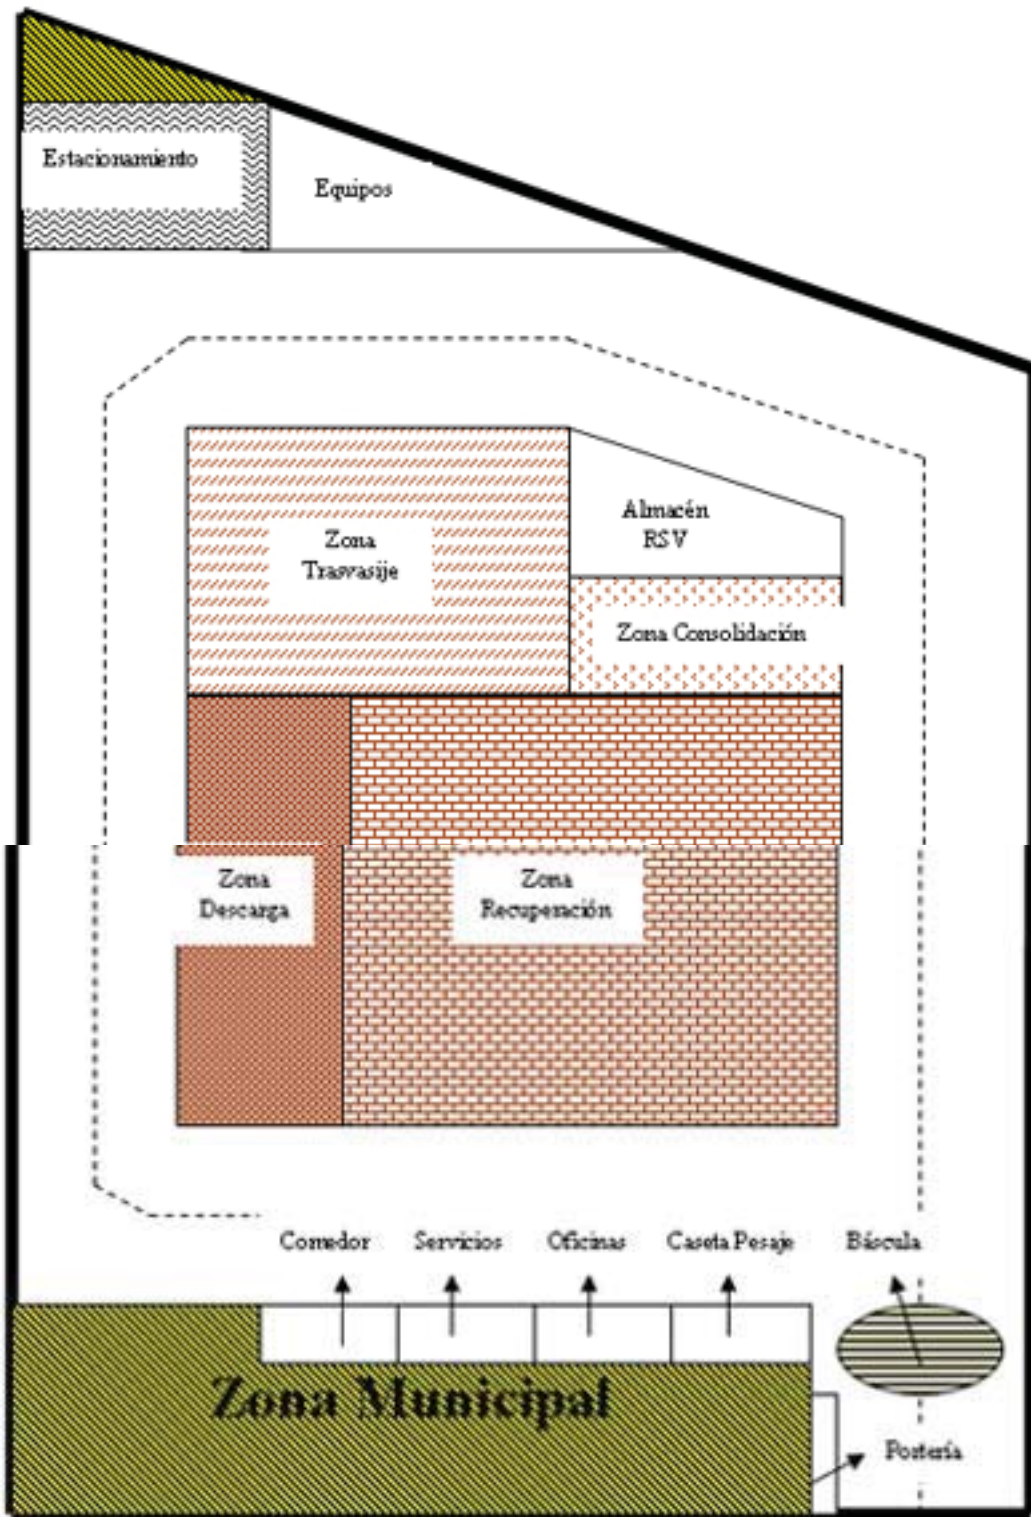 Estacionamiento
Equipos
Almacén
RSV
Zona
Trasvasije
Zona Consolidación
Zona
Descarga
Zona
Recuperación
Comedor
Servicios
Oficinas
Caseta Pesaje
Báscula
Zona Municipal
Portería